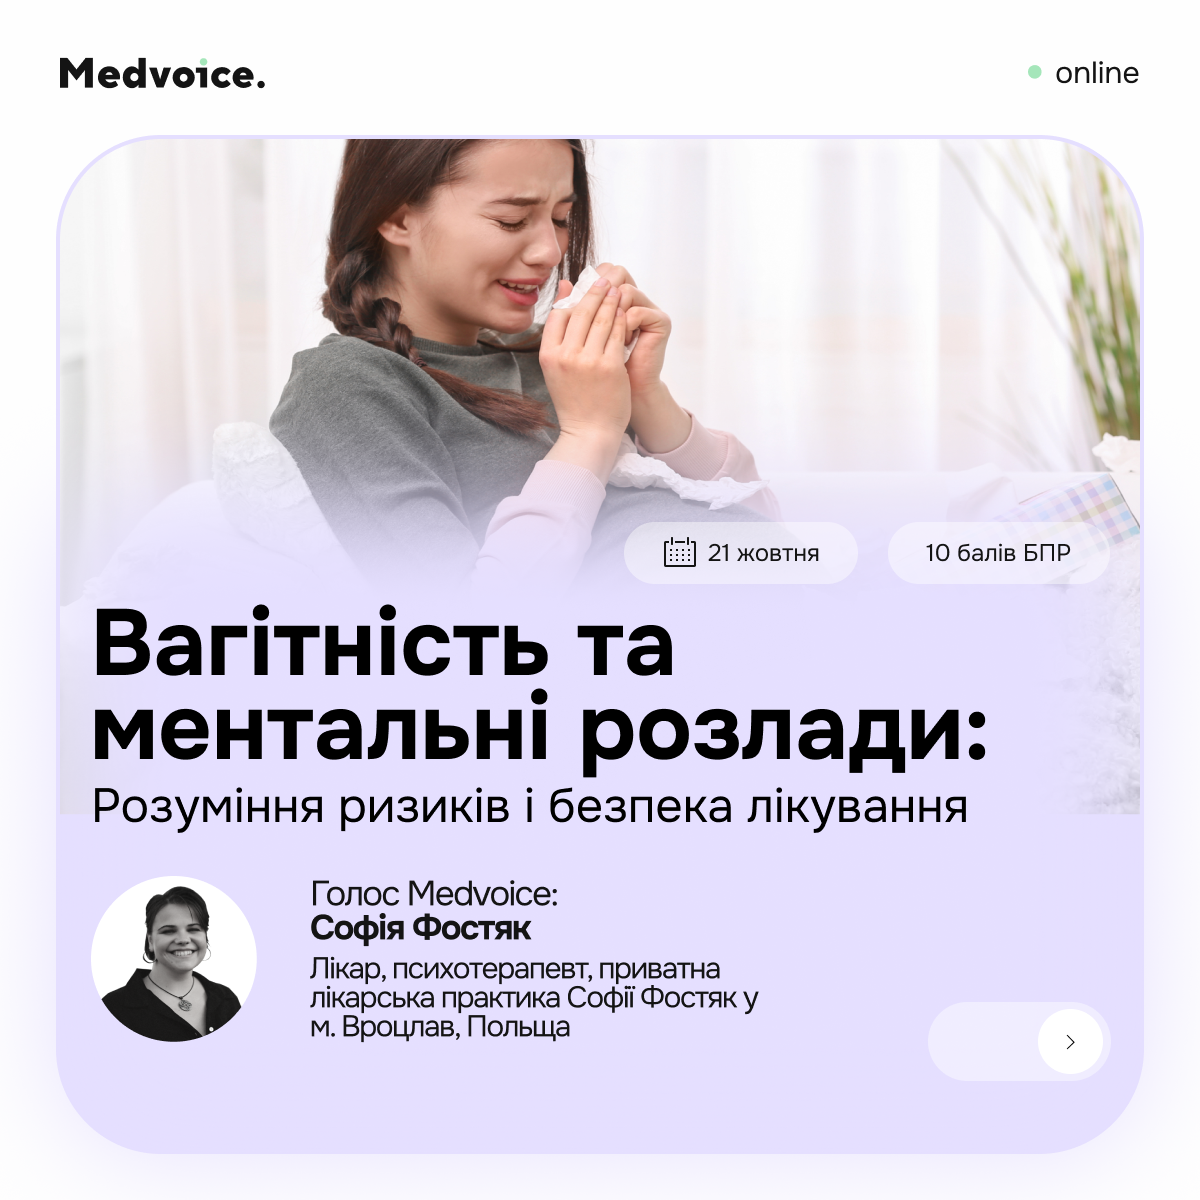 Medvoice.
online
21 жовтня
10 балів БПР
Вагітність та
ментальні розлади:
Розуміння ризиків і безпека лікування
Голос Medvoice:
Софія Фостяк
Лікар, психотерапевт, приватна
лікарська практика Софії Фостяк у
м. Вроцлав, Польща